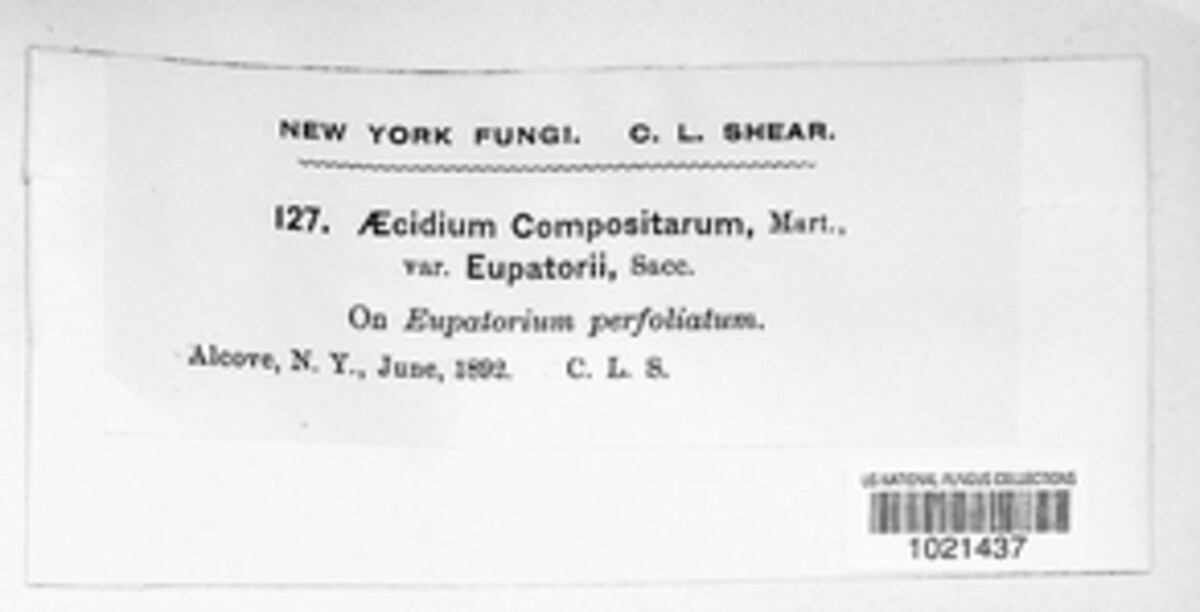 NEW YORK FUNGI. C. L. SHEAR.
127. Æcidium Compositarum, Mart.,
var. Eupatorii, Sacc.
On Eupatorium perfoliatum.
Alcove, N. Y., June, 1892. C. L. S.
US NATIONAL FUNGUS COLLECTIONS
1021437